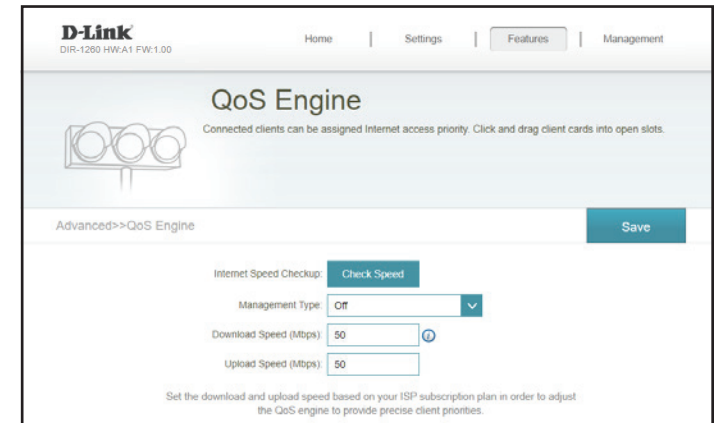 D-Link
DIR-1260 HW:A1 FW:1.00
Home | Settings | Features | Management
QoS Engine
Connected clients can be assigned Internet access priority. Click and drag client cards into open slots.
Advanced>>QoS Engine
Save
Internet Speed Checkup: Check Speed
Management Type: Off
Download Speed (Mbps): 50 i
Upload Speed (Mbps): 50
Set the download and upload speed based on your ISP subscription plan in order to adjust
the QoS engine to provide precise client priorities.